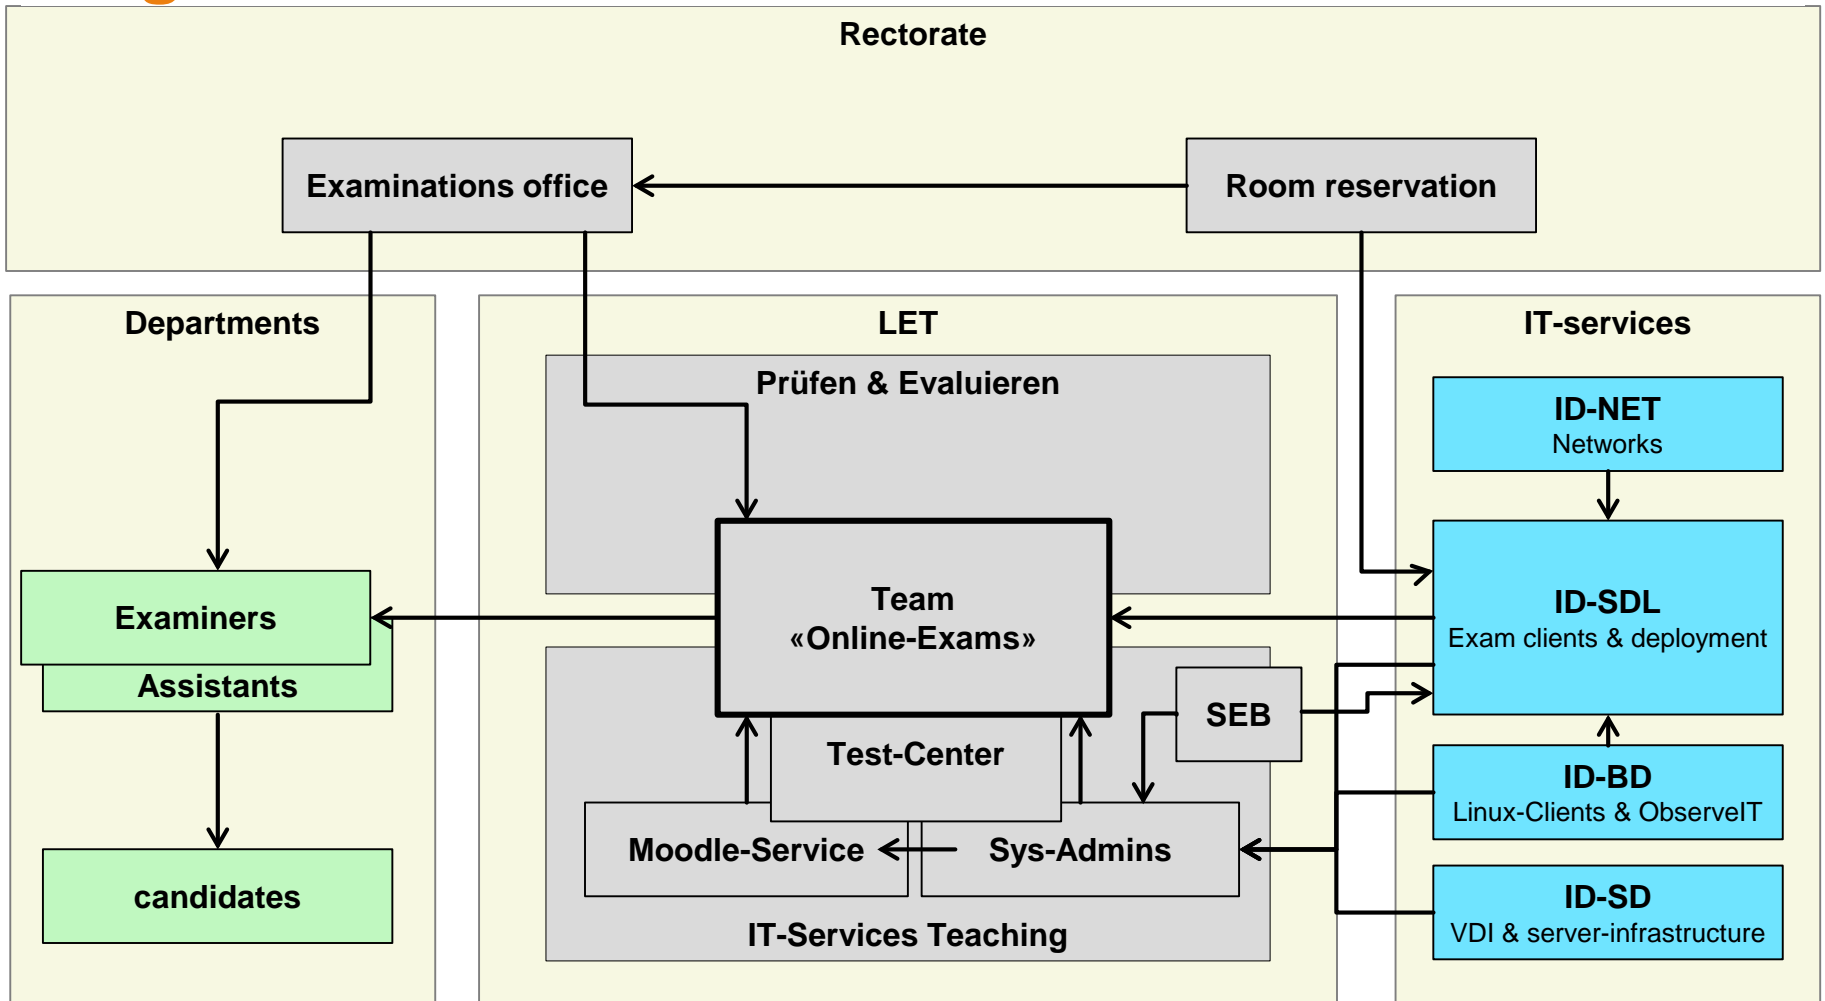 Rectorate
Examinations office
Room reservation
Departments
LET
IT-services
Prüfen & Evaluieren
ID-NET
Networks
Team
«Online-Exams»
ID-SDL
Exam clients & deployment
Examiners
Assistants
SEB
Test-Center
ID-BD
Linux-Clients & ObserveIT
Moodle-Service
Sys-Admins
candidates
ID-SD
VDI & server-infrastructure
IT-Services Teaching